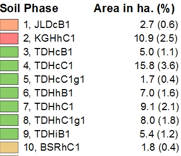 Soil Phase Area in ha. (%)
1, JLDcB1 2.7 (0.6)
2, KGHhC1 10.9 (2.5)
3, TDHcB1 5.0 (1.1)
4, TDHcC1 15.8 (3.6)
5, TDHcC1g1 1.7 (0.4)
6, TDHhB1 7.0 (1.6)
7, TDHhC1 9.1 (2.1)
8, TDHhC1g1 8.0 (1.8)
9, TDHiB1 5.4 (1.2)
10, BSRhC1 1.8 (0.4)